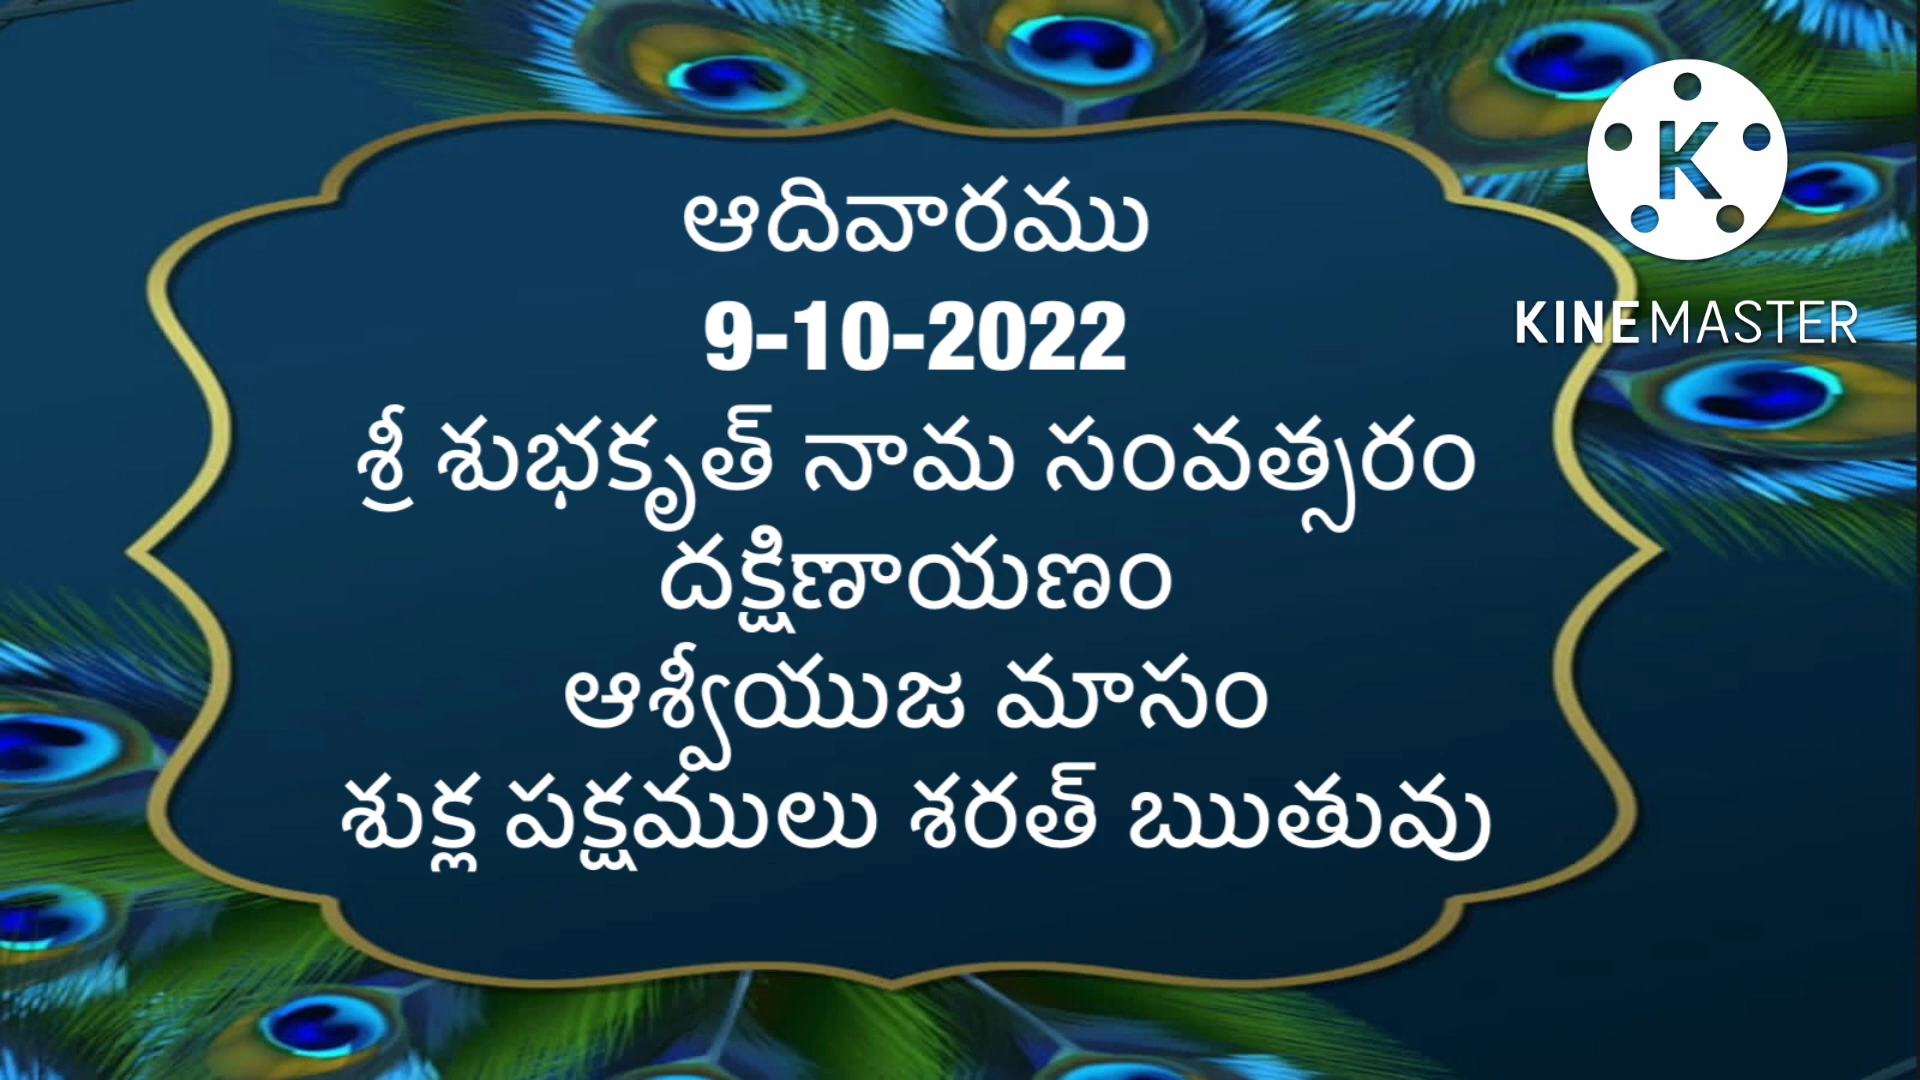 ఆదివారము
9-10-2022
శ్రీ శుభకృత్ నామ సంవత్సరం
దక్షిణాయణం
ఆశ్వీయుజ మాసం
శుక్ల పక్షములు శరత్ ఋతువు
K
KINEMASTER